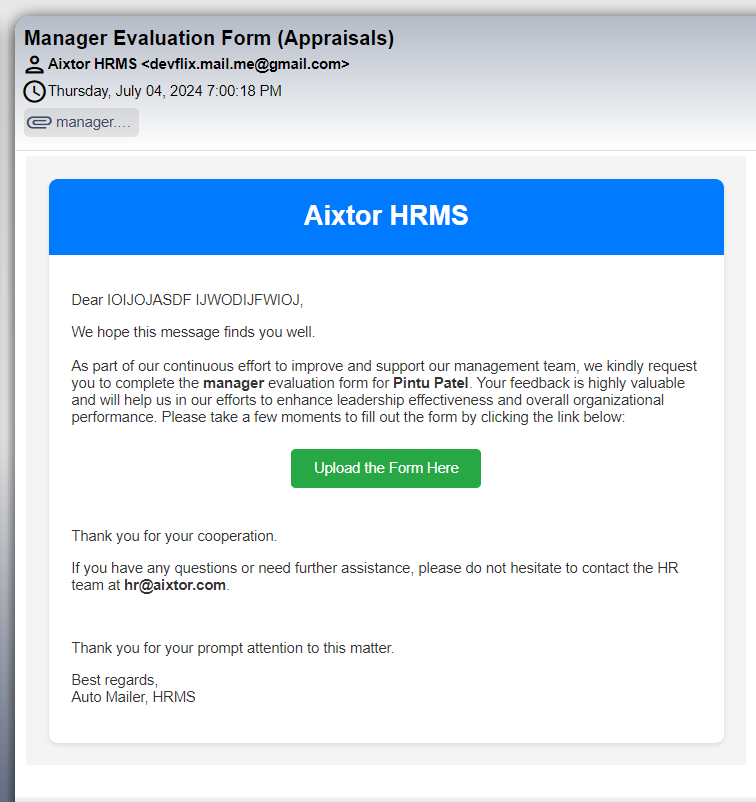 Manager Evaluation Form (Appraisals)
Aixtor HRMS <devflix.mail.me@gmail.com>
Thursday, July 04, 2024 7:00:18 PM
manager....
Aixtor HRMS
Dear IOIJOJASDF IJWODIJFWIOJ,
We hope this message finds you well.
As part of our continuous effort to improve and support our management team, we kindly request
you to complete the manager evaluation form for Pintu Patel. Your feedback is highly valuable
and will help us in our efforts to enhance leadership effectiveness and overall organizational
performance. Please take a few moments to fill out the form by clicking the link below:
Upload the Form Here
Thank you for your cooperation.
If you have any questions or need further assistance, please do not hesitate to contact the HR
team at hr@aixtor.com.
Thank you for your prompt attention to this matter.
Best regards,
Auto Mailer, HRMS